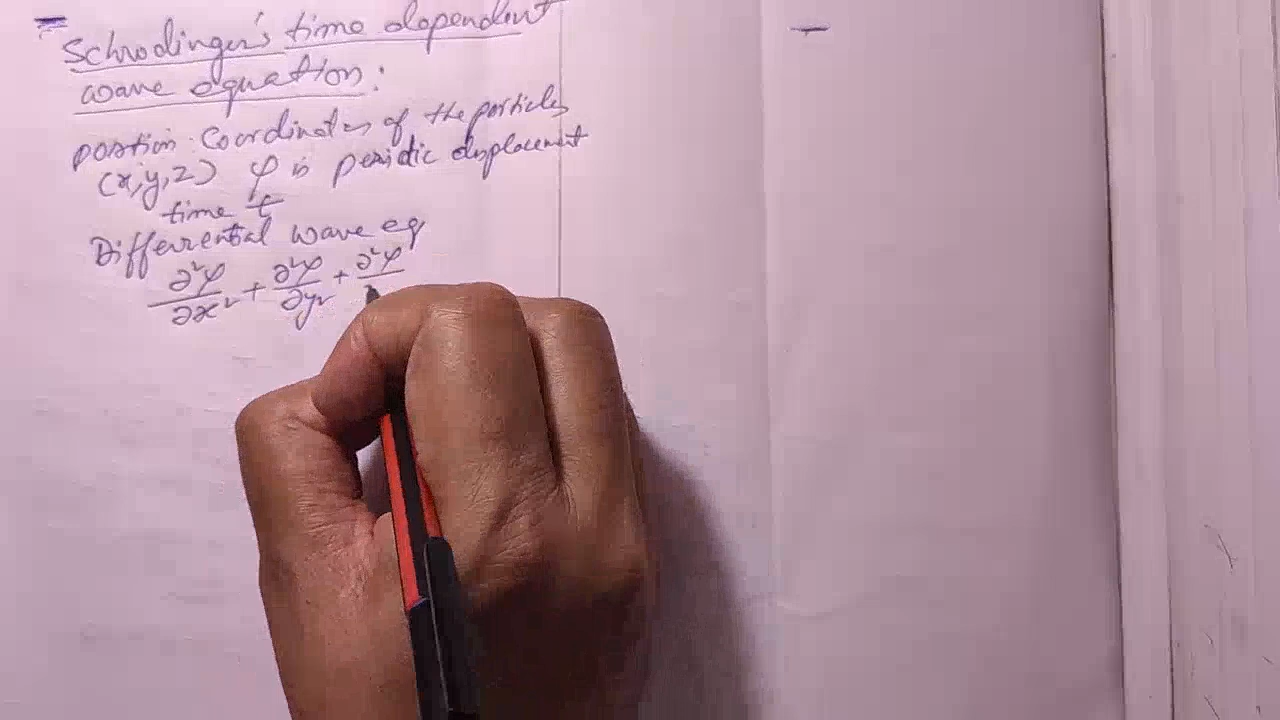 Schrodinger's time dependent
wave equation:
position coordinates of the particles
(x,y,z) φ is peridic displacement
time t
Differential wave eq
∂²φ/∂x² + ∂²φ/∂y² + ∂²φ/